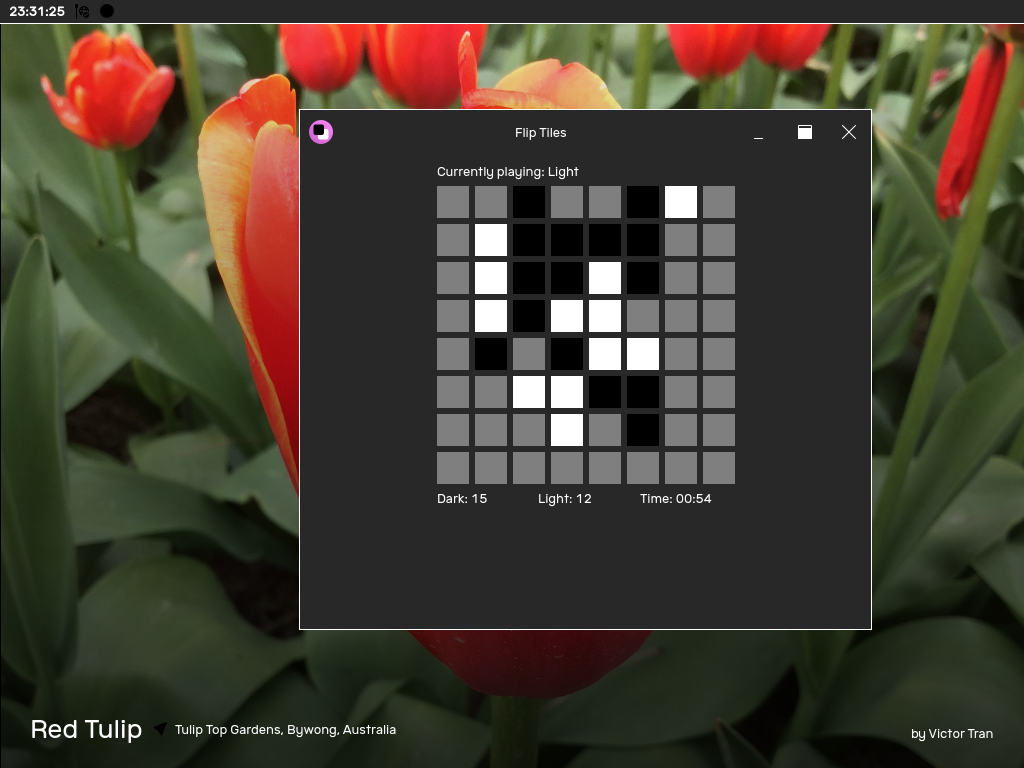 23:31:25
Flip Tiles
Currently playing: Light
Dark: 15
Light: 12
Time: 00:54
Red Tulip
Tulip Top Gardens, Bywong, Australia
by Victor Tran